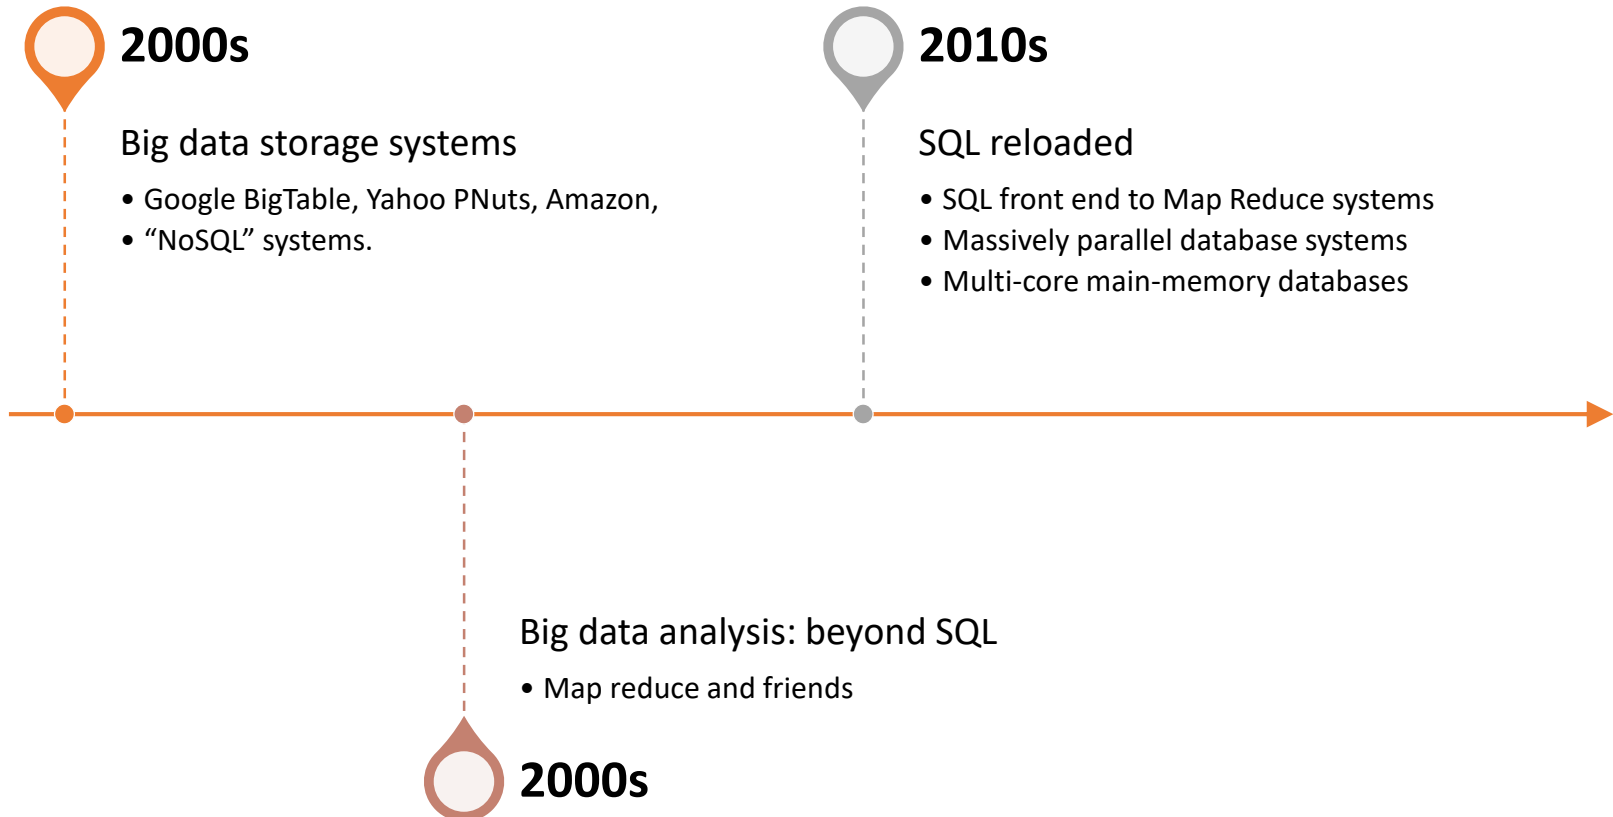 2000s
Big data storage systems
• Google BigTable, Yahoo PNuts, Amazon,
• “NoSQL” systems.
2010s
SQL reloaded
• SQL front end to Map Reduce systems
• Massively parallel database systems
• Multi-core main-memory databases
Big data analysis: beyond SQL
• Map reduce and friends
2000s